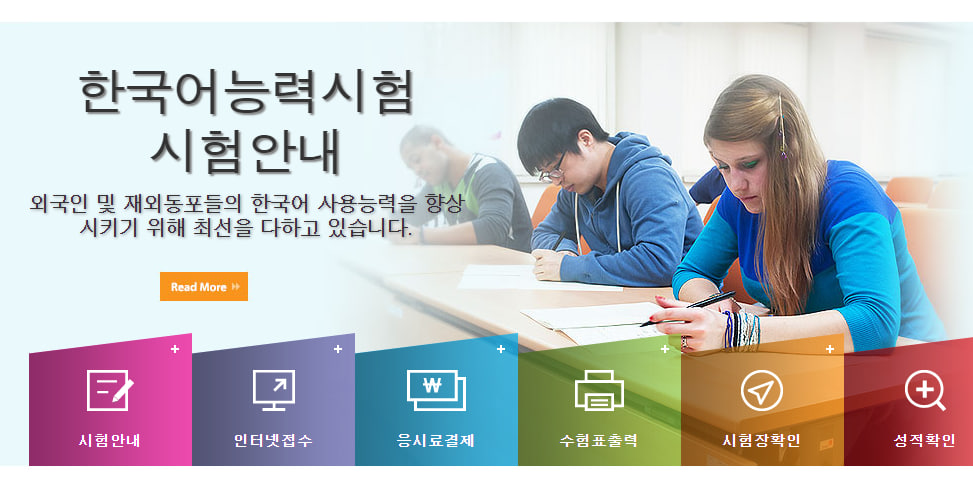 한국어능력시험
시험안내
외국인 및 재외동포들의 한국어 사용능력을 향상
시키기 위해 최선을 다하고 있습니다.
Read More
시험안내
인터넷접수
응시료결제
수험표출력
시험장확인
성적확인